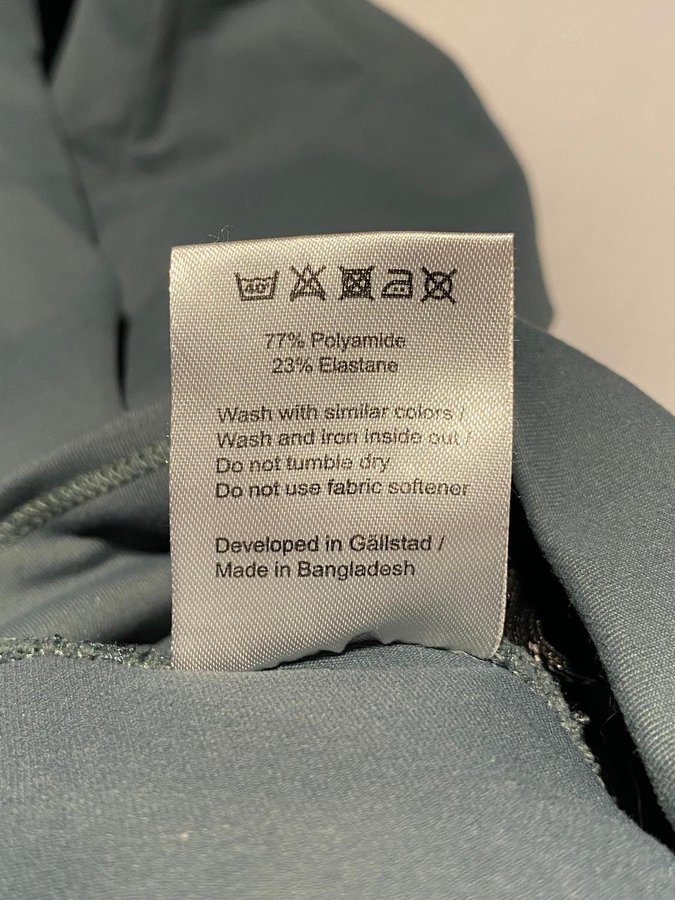 40°
77% Polyamide
23% Elastane
Wash with similar colors /
Wash and iron inside out /
Do not tumble dry
Do not use fabric softener
Developed in Gällstad /
Made in Bangladesh